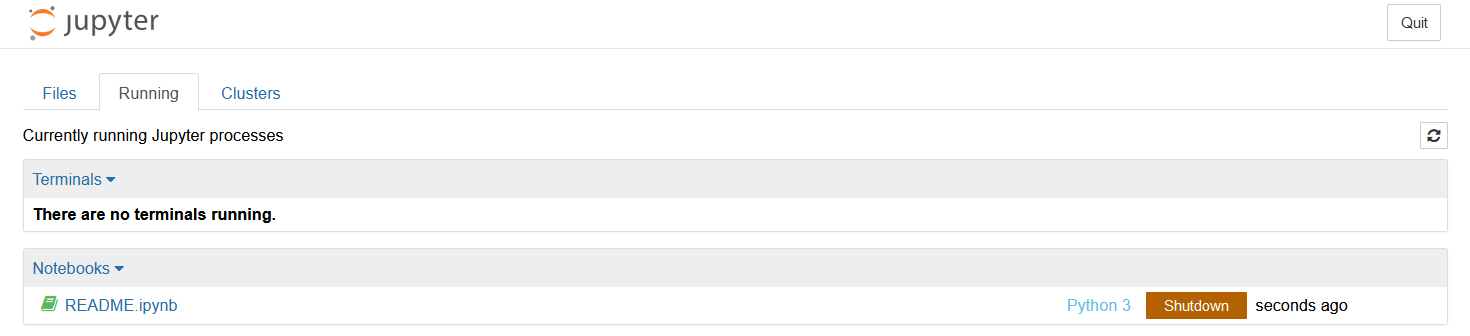 jupyter Quit
Files Running Clusters
Currently running Jupyter processes
Terminals
There are no terminals running.
Notebooks
README.ipynb Python 3 Shutdown seconds ago